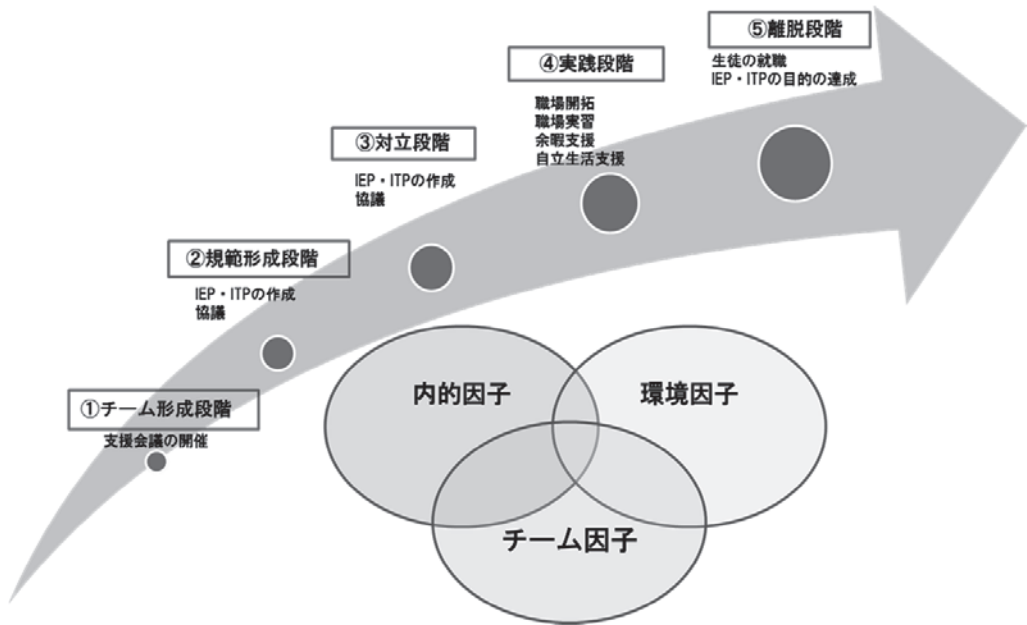 ⑤離脱段階
生徒の就職
IEP・ITPの目的の達成
④実践段階
職場開拓
職場実習
余暇支援
自立生活支援
③対立段階
IEP・ITPの作成
協議
②規範形成段階
IEP・ITPの作成
協議
①チーム形成段階
支援会議の開催
内的因子
環境因子
チーム因子